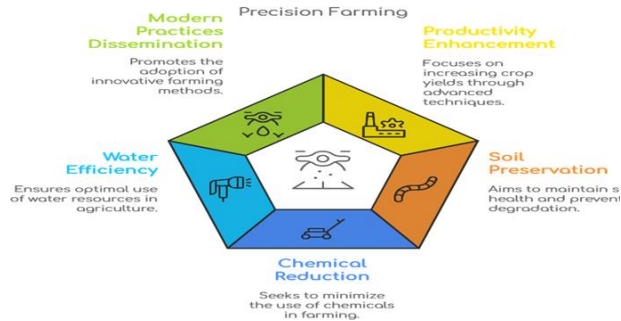 Precision Farming
Modern
Practices
Dissemination
Promotes the
adoption of
innovative farming
methods.
Productivity
Enhancement
Focuses on
increasing crop
yields through
advanced
techniques.
Water
Efficiency
Ensures optimal use
of water resources in
agriculture.
Soil
Preservation
Aims to maintain s
health and prevent
degradation.
Chemical
Reduction
Seeks to minimize
the use of chemicals
in farming.